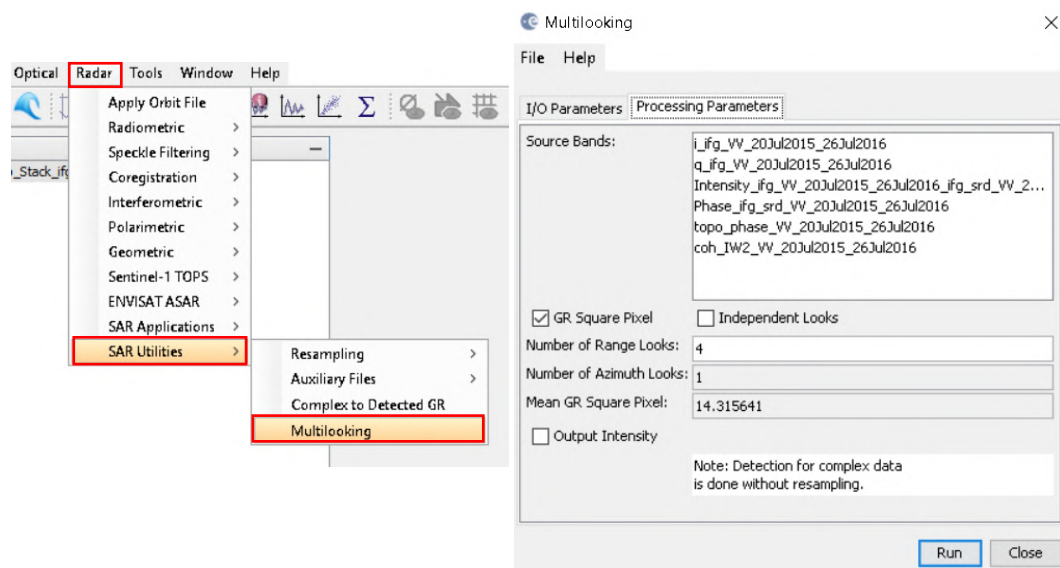 Optical Radar Tools Window Help
_Stack_ifg
Apply Orbit File
Radiometric >
Speckle Filtering >
Coregistration >
Interferometric >
Polarimetric >
Geometric >
Sentinel-1 TOPS >
ENVISAT ASAR >
SAR Applications >
SAR Utilities >
Resampling >
Auxiliary Files >
Complex to Detected GR
Multilooking
Multilooking
File Help
I/O Parameters Processing Parameters
Source Bands:
i_ifg_VV_20Jul2015_26Jul2016
q_ifg_VV_20Jul2015_26Jul2016
Intensity_ifg_VV_20Jul2015_26Jul2016_ifg_srd_VV_2...
Phase_ifg_srd_VV_20Jul2015_26Jul2016
topo_phase_VV_20Jul2015_26Jul2016
coh_IW2_VV_20Jul2015_26Jul2016
GR Square Pixel Independent Looks
Number of Range Looks: 4
Number of Azimuth Looks: 1
Mean GR Square Pixel: 14.315641
Output Intensity
Note: Detection for complex data
is done without resampling.
Run Close